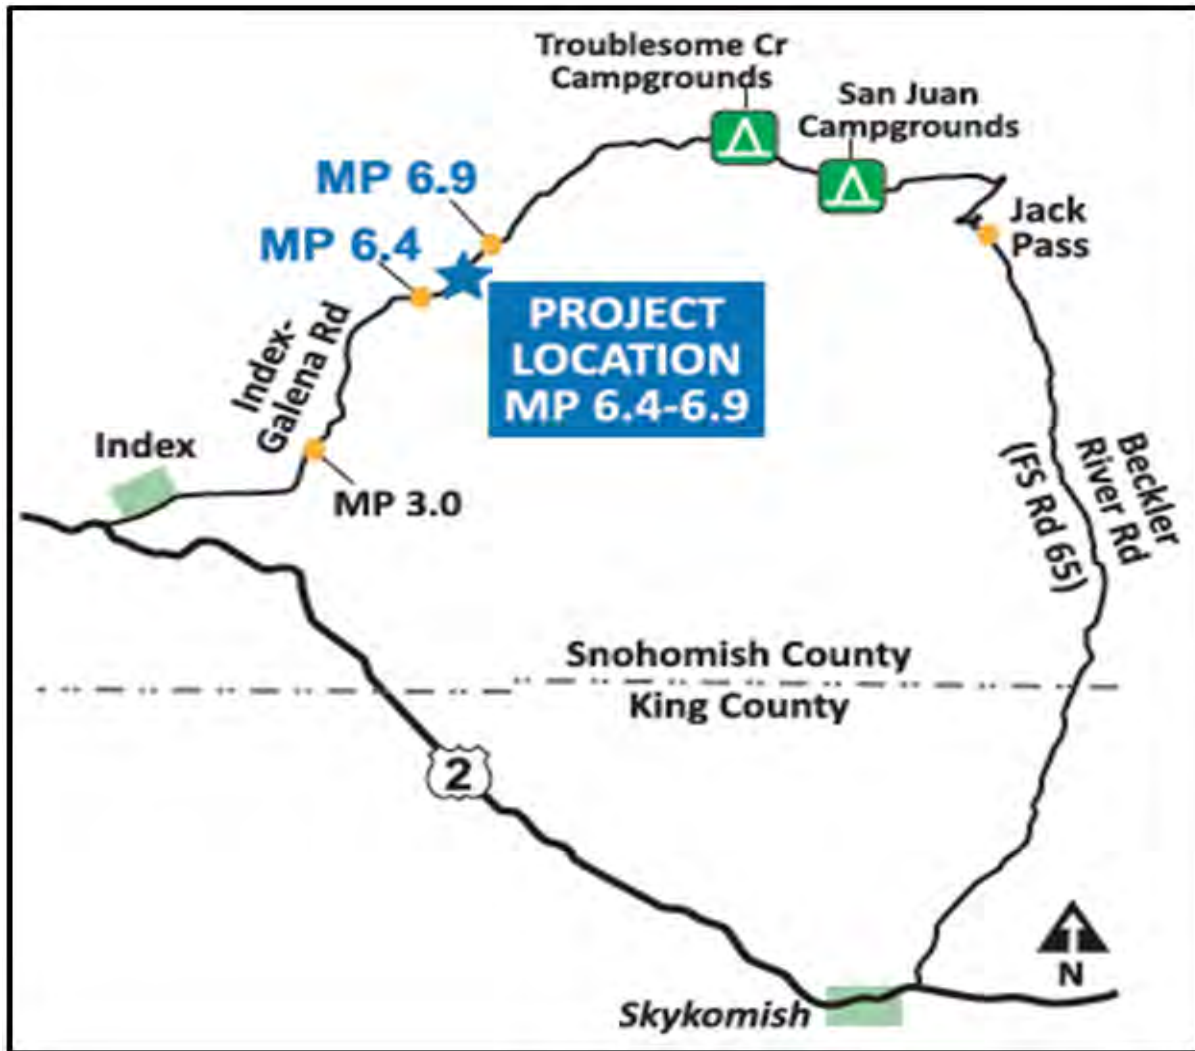 Troublesome Cr
Campgrounds
San Juan
Campgrounds
MP 6.9
MP 6.4
Jack
Pass
PROJECT
LOCATION
MP 6.4-6.9
Index-
Galena Rd
Index
MP 3.0
Beckler
River Rd
(FS Rd 65)
Snohomish County
King County
2
N
Skykomish